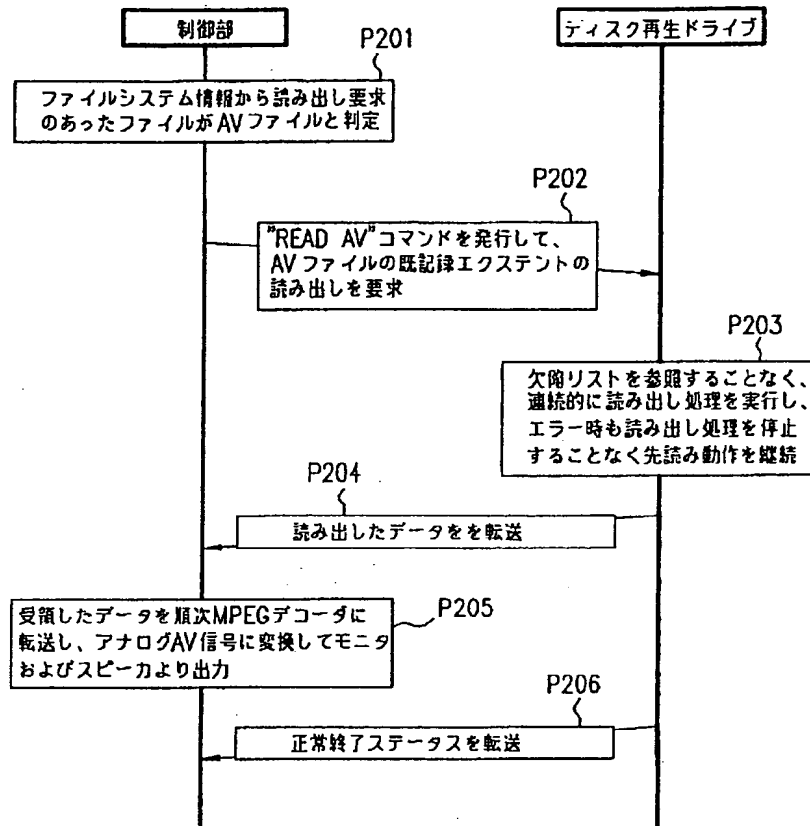 制御部
ディスク再生ドライブ
P201
ファイルシステム情報から読み出し要求
のあったファイルがAVファイルと判定
P202
"READ AV"コマンドを発行して、
AVファイルの既記録エクステントの
読み出しを要求
P203
欠陥リストを参照することなく、
連続的に読み出し処理を実行し、
エラー時も読み出し処理を停止
することなく先読み動作を継続
P204
読み出したデータをを転送
P205
受領したデータを順次MPEGデコーダに
転送し、アナログAV信号に変換してモニタ
およびスピーカより出力
P206
正常終了ステータスを転送